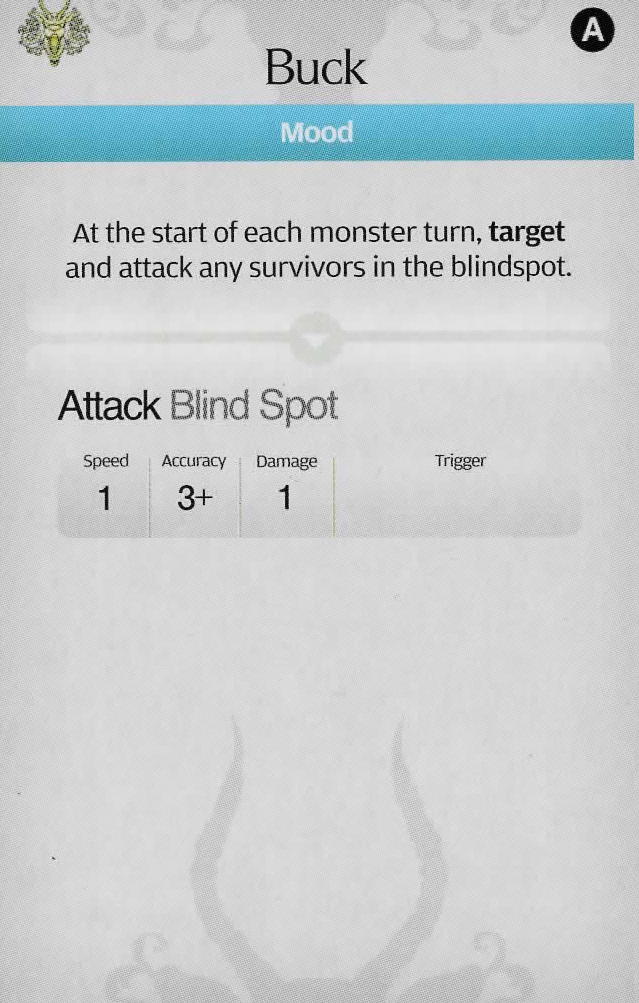 A
Buck
Mood
At the start of each monster turn, target
and attack any survivors in the blindspot.
Attack Blind Spot
Speed Accuracy Damage Trigger
1 3+ 1